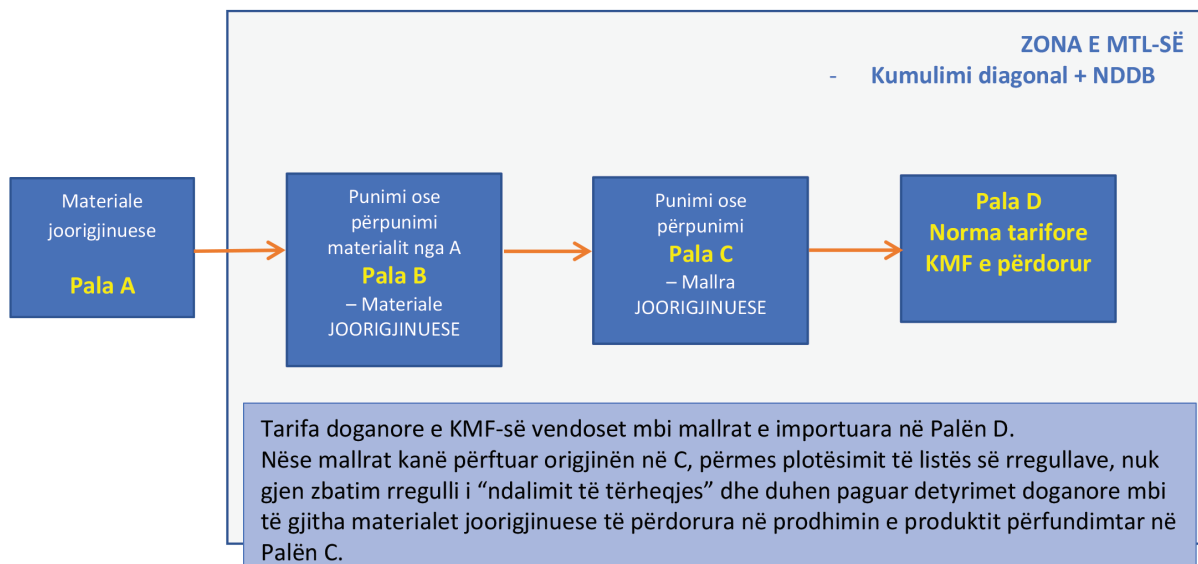 ZONA E MTL-SË
- Kumulimi diagonal + NDDB
Materiale
joorigjinuese
Pala A
Punimi ose
përpunimi
materialit nga A
Pala B
– Materiale
JOORIGJINUESE
Punimi ose
përpunimi
Pala C
– Mallra
JOORIGJINUESE
Pala D
Norma tarifore
KMF e përdorur
Tarifa doganore e KMF-së vendoset mbi mallrat e importuara në Palën D.
Nëse mallrat kanë përftuar origjinën në C, përmes plotësimit të listës së rregullave, nuk
gjen zbatim rregulli i “ndalimit të tërheqjes” dhe duhen paguar detyrimet doganore mbi
të gjitha materialet joorigjinuese të përdorura në prodhimin e produktit përfundimtar në
Palën C.